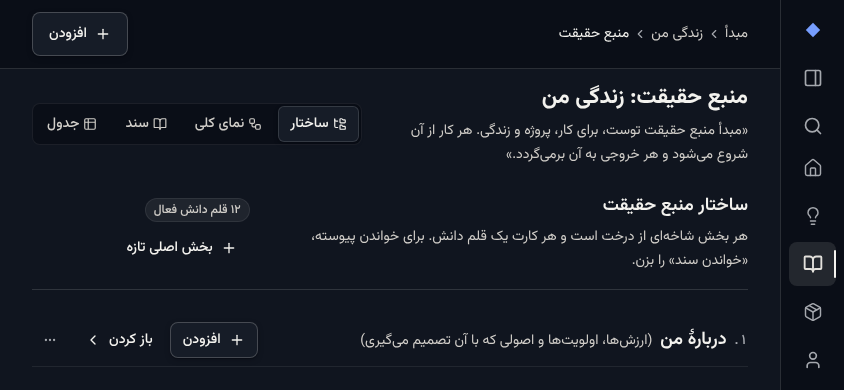 مبدأ › زندگی من › منبع حقیقت
افزودن
منبع حقیقت: زندگی من
«مبدأ منبع حقیقت توست، برای کار، پروژه و زندگی. هر کار از آن
شروع می‌شود و هر خروجی به آن برمی‌گردد.»
ساختار
نمای کلی
سند
جدول
ساختار منبع حقیقت
۱۲ قلم دانش فعال
هر بخش شاخه‌ای از درخت است و هر کارت یک قلم دانش. برای خواندن پیوسته،
«خواندن سند» را بزن.
بخش اصلی تازه
۱. دربارهٔ من (ارزش‌ها، اولویت‌ها و اصولی که با آن تصمیم می‌گیری)
افزودن
باز کردن